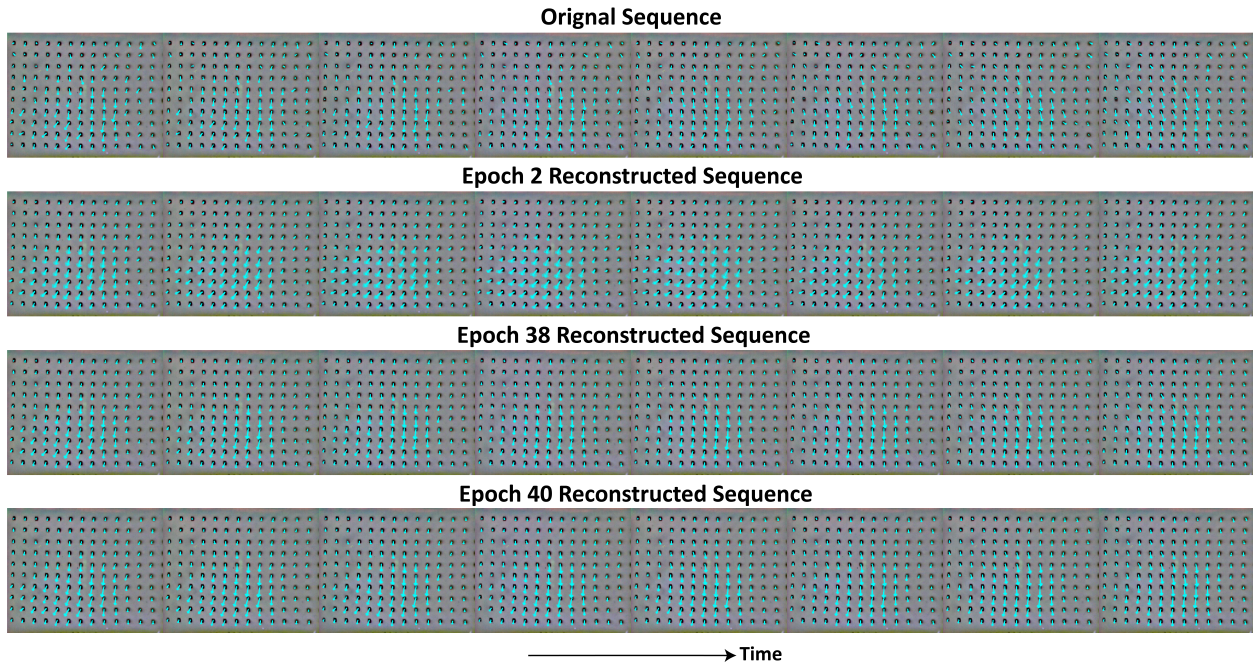 Orignal Sequence
Epoch 2 Reconstructed Sequence
Epoch 38 Reconstructed Sequence
Epoch 40 Reconstructed Sequence
Time